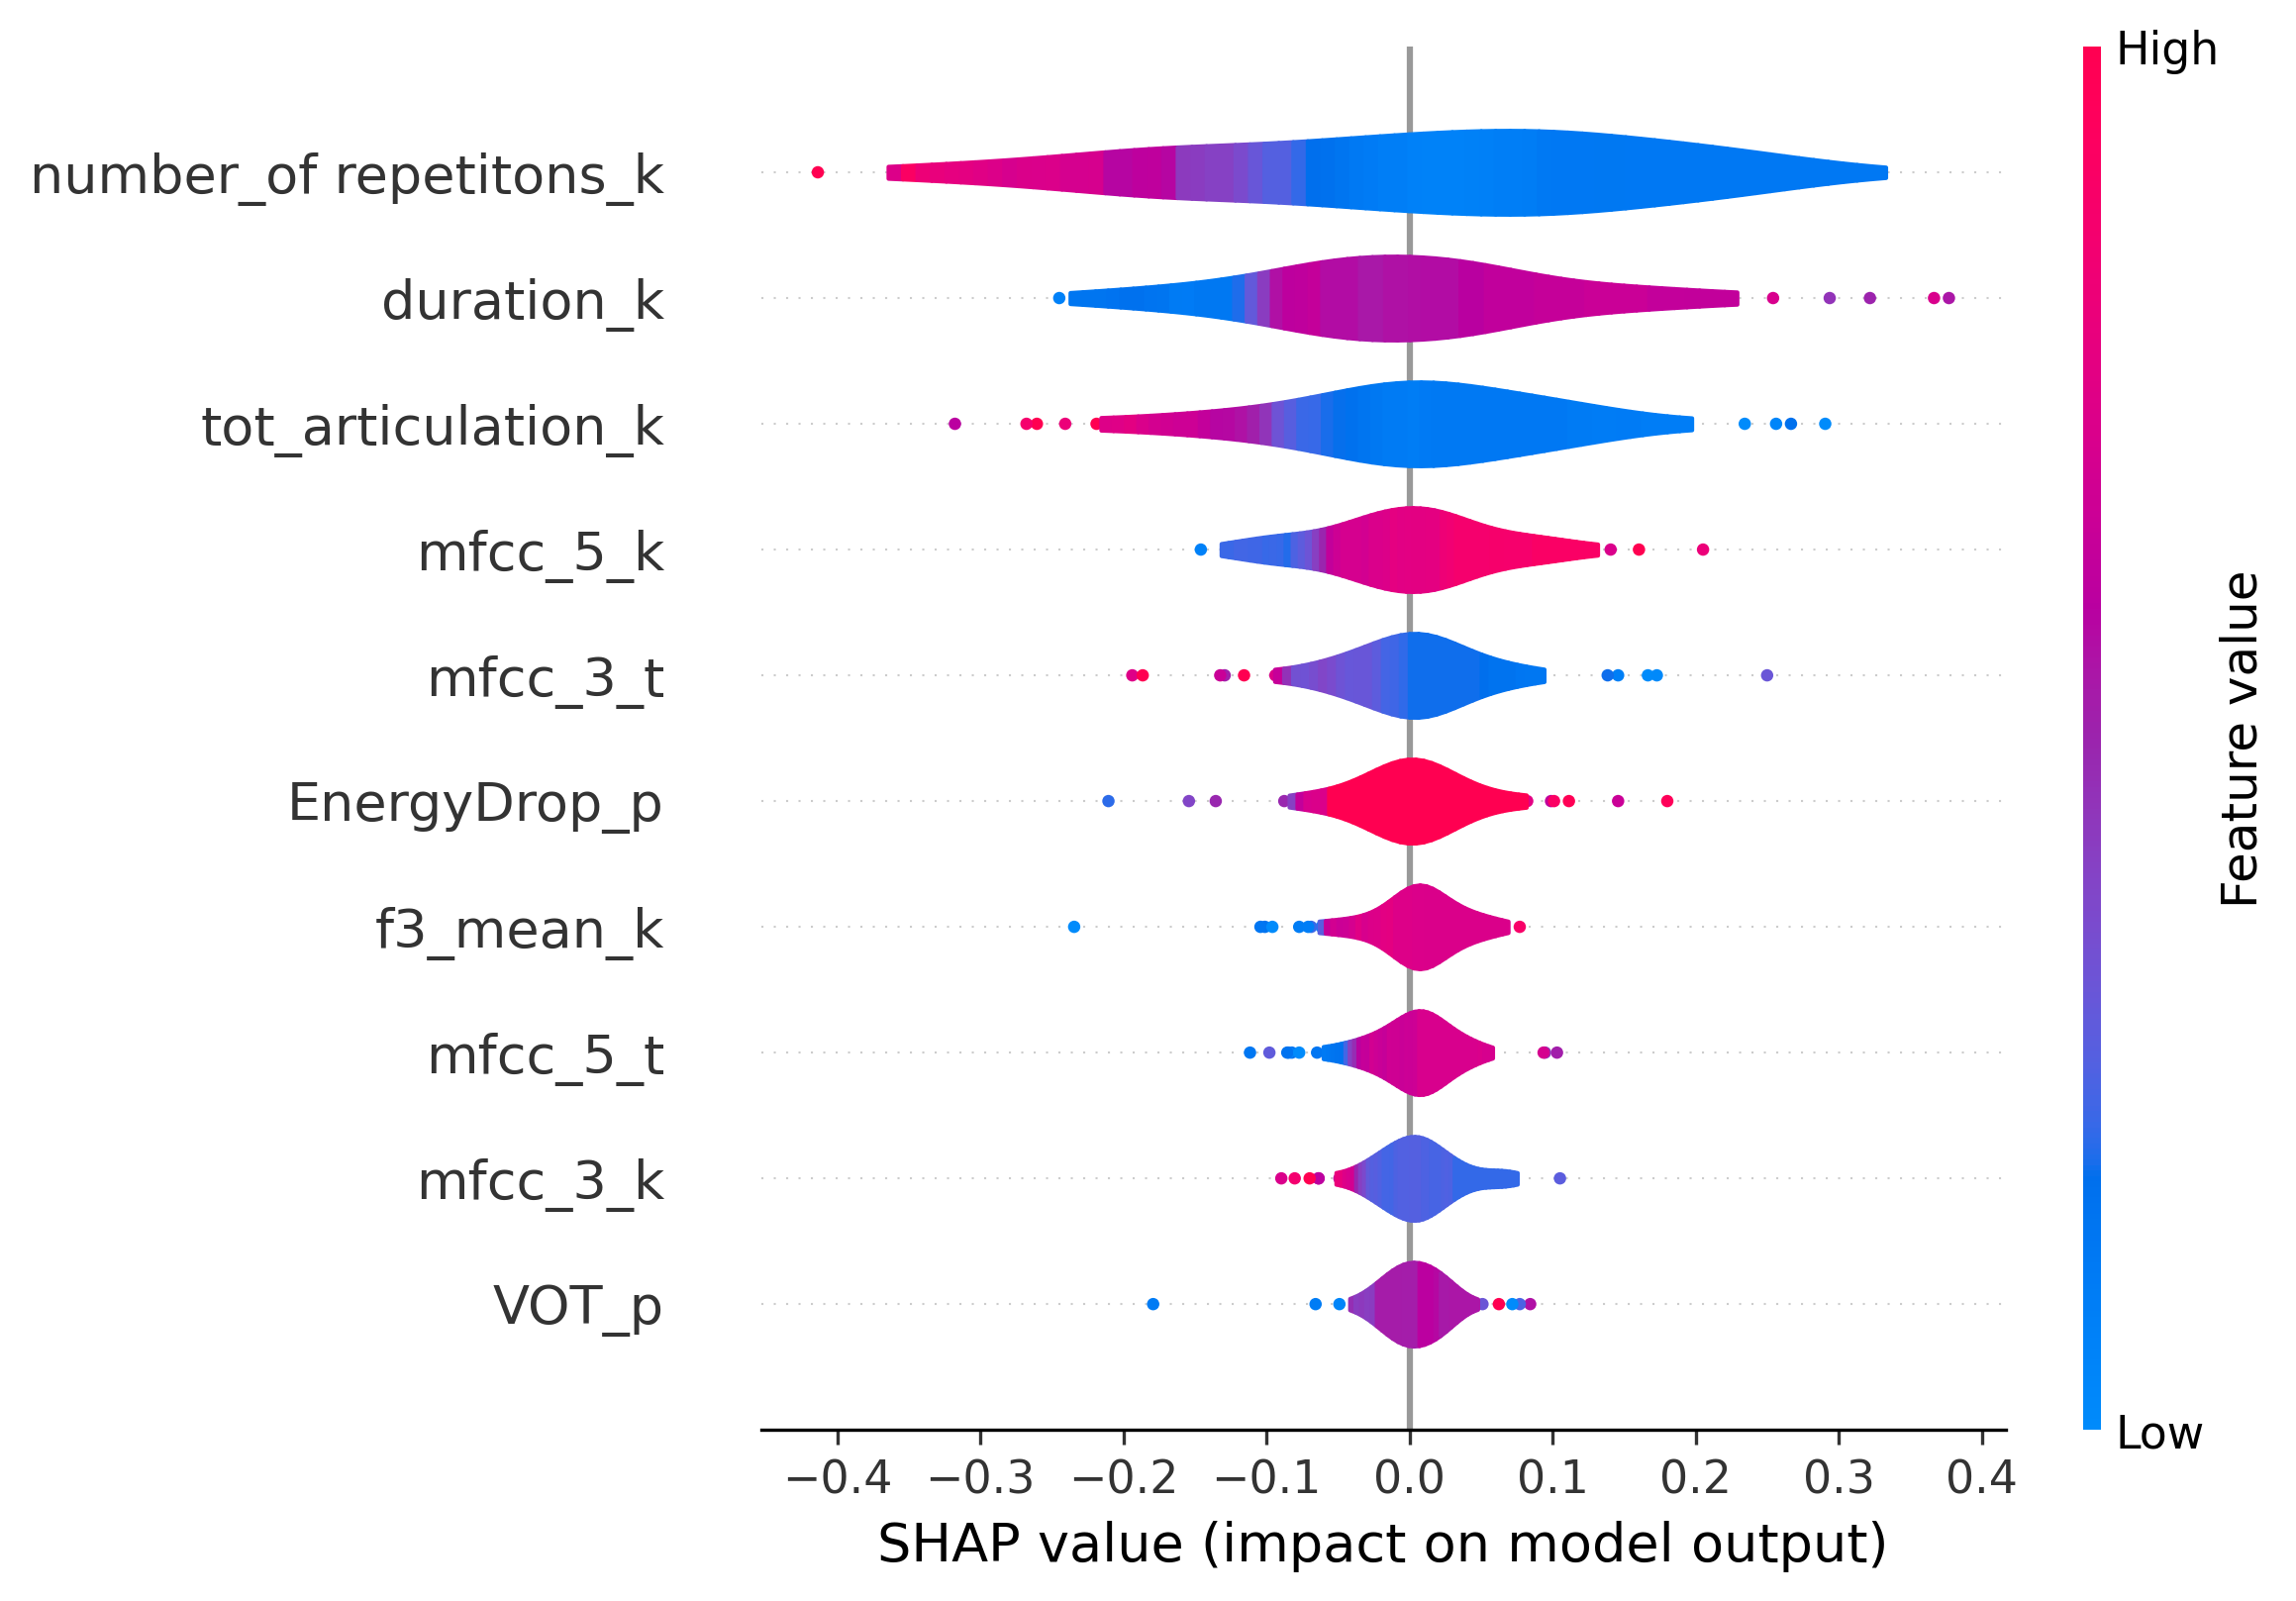 High
number_of repetitons_k
duration_k
tot_articulation_k
mfcc_5_k
mfcc_3_t
EnergyDrop_p
f3_mean_k
mfcc_5_t
mfcc_3_k
VOT_p
Feature value
Low
−0.4 −0.3 −0.2 −0.1 0.0 0.1 0.2 0.3 0.4
SHAP value (impact on model output)